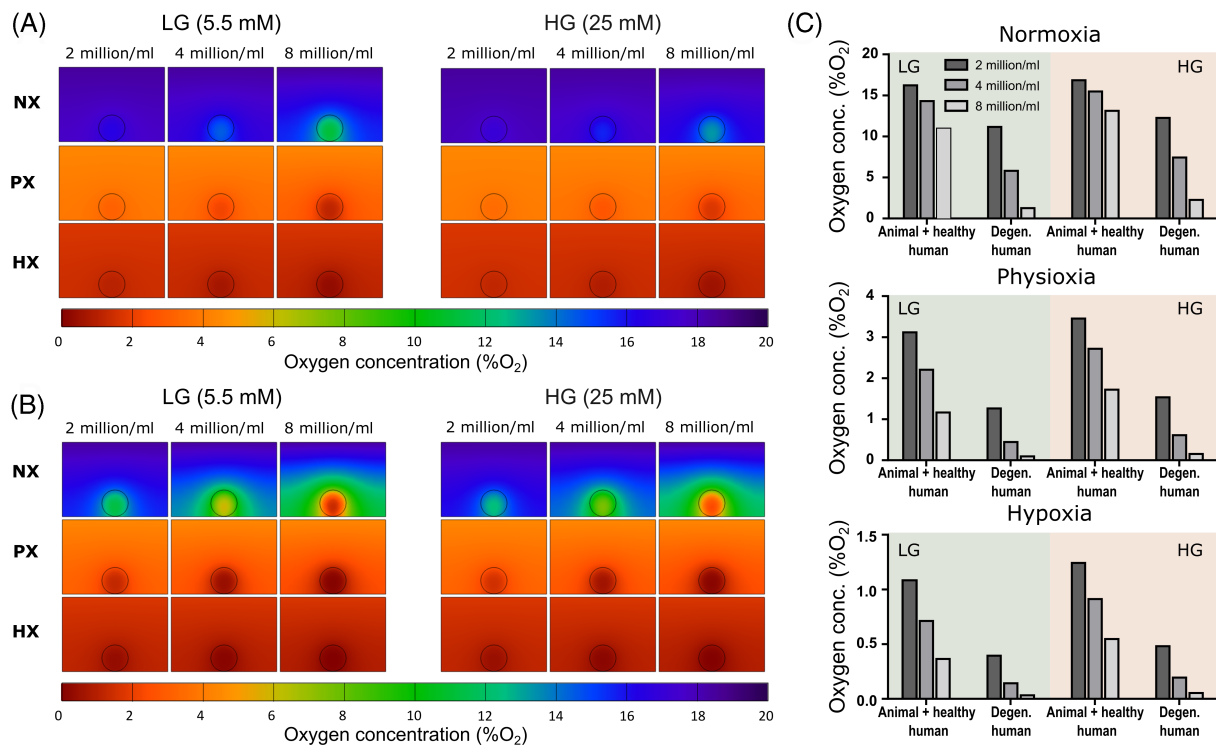 (A)
LG (5.5 mM)
HG (25 mM)
2 million/ml 4 million/ml 8 million/ml
2 million/ml 4 million/ml 8 million/ml
NX
PX
HX
0 2 4 6 8 10 12 14 16 18 20
Oxygen concentration (%O₂)
(B)
LG (5.5 mM)
HG (25 mM)
2 million/ml 4 million/ml 8 million/ml
2 million/ml 4 million/ml 8 million/ml
NX
PX
HX
0 2 4 6 8 10 12 14 16 18 20
Oxygen concentration (%O₂)
(C)
Normoxia
Oxygen conc. (%O₂)
20
15
10
5
0
LG
HG
2 million/ml
4 million/ml
8 million/ml
Animal + healthy Degen. Animal + healthy Degen.
human human human human
Physioxia
Oxygen conc. (%O₂)
4
3
2
1
0
LG
HG
Animal + healthy Degen. Animal + healthy Degen.
human human human human
Hypoxia
Oxygen conc. (%O₂)
1.5
1.0
0.5
0.0
LG
HG
Animal + healthy Degen. Animal + healthy Degen.
human human human human